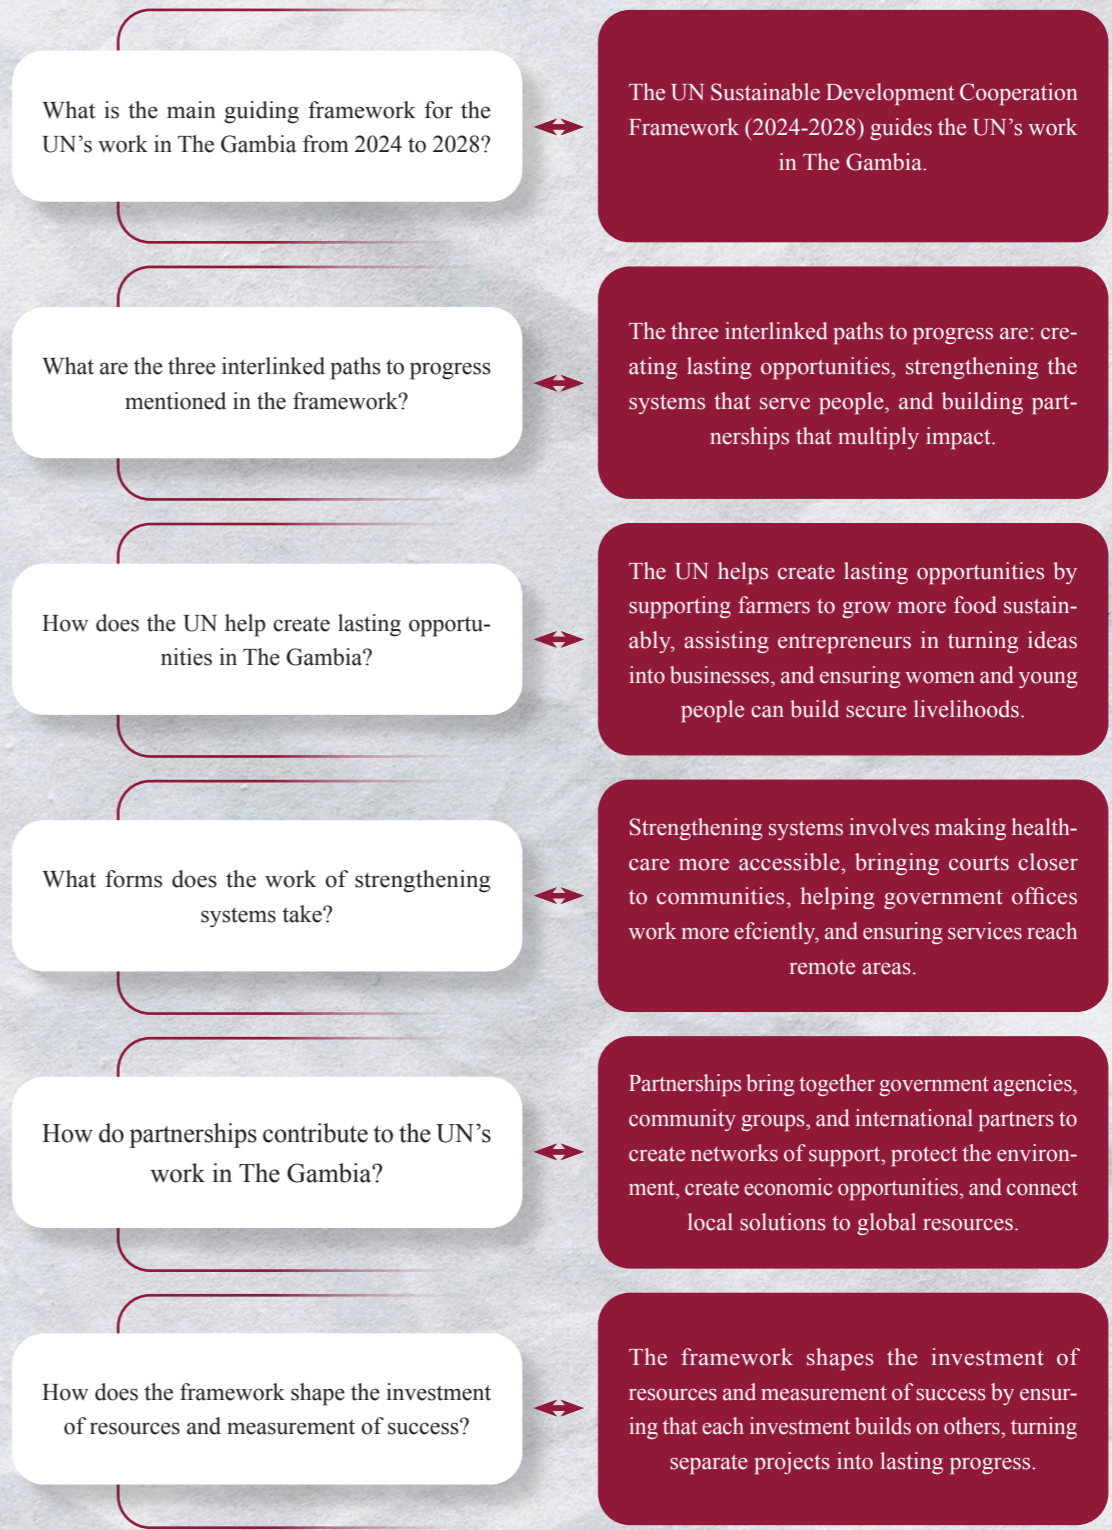 What is the main guiding framework for the
UN's work in The Gambia from 2024 to 2028?
The UN Sustainable Development Cooperation
Framework (2024-2028) guides the UN's work
in The Gambia.
What are the three interlinked paths to progress
mentioned in the framework?
The three interlinked paths to progress are: cre-
ating lasting opportunities, strengthening the
systems that serve people, and building part-
nerships that multiply impact.
How does the UN help create lasting opportu-
nities in The Gambia?
The UN helps create lasting opportunities by
supporting farmers to grow more food sustain-
ably, assisting entrepreneurs in turning ideas
into businesses, and ensuring women and young
people can build secure livelihoods.
What forms does the work of strengthening
systems take?
Strengthening systems involves making health-
care more accessible, bringing courts closer
to communities, helping government offices
work more efciently, and ensuring services reach
remote areas.
How do partnerships contribute to the UN's
work in The Gambia?
Partnerships bring together government agencies,
community groups, and international partners to
create networks of support, protect the environ-
ment, create economic opportunities, and connect
local solutions to global resources.
How does the framework shape the investment
of resources and measurement of success?
The framework shapes the investment of
resources and measurement of success by ensur-
ing that each investment builds on others, turning
separate projects into lasting progress.